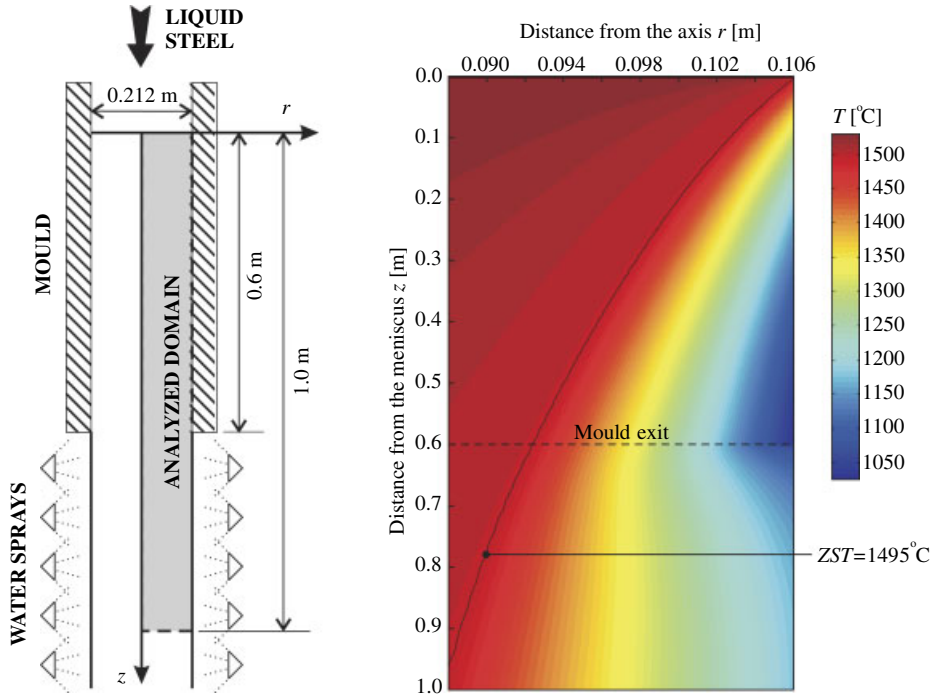 LIQUID
STEEL
0.212 m
r
MOULD
ANALYZED DOMAIN
0.6 m
1.0 m
WATER SPRAYS
z
Distance from the axis r [m]
0.090 0.094 0.098 0.102 0.106
Distance from the meniscus z [m]
0.0
0.1
0.2
0.3
0.4
0.5
0.6
0.7
0.8
0.9
1.0
Mould exit
ZST=1495°C
T [°C]
1500
1450
1400
1350
1300
1250
1200
1150
1100
1050